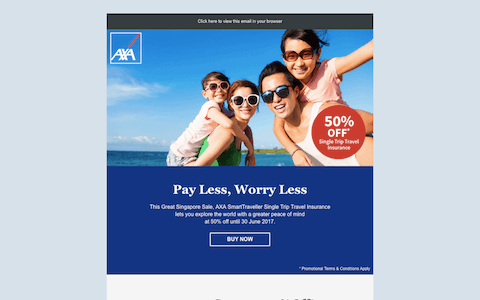 Click here to view this email in your browser
AXA
50%
OFF*
Single Trip Travel
Insurance
Pay Less, Worry Less
This Great Singapore Sale, AXA SmartTraveller Single Trip Travel Insurance
lets you explore the world with a greater peace of mind
at 50% off until 30 June 2017.
BUY NOW
* Promotional Terms & Conditions Apply